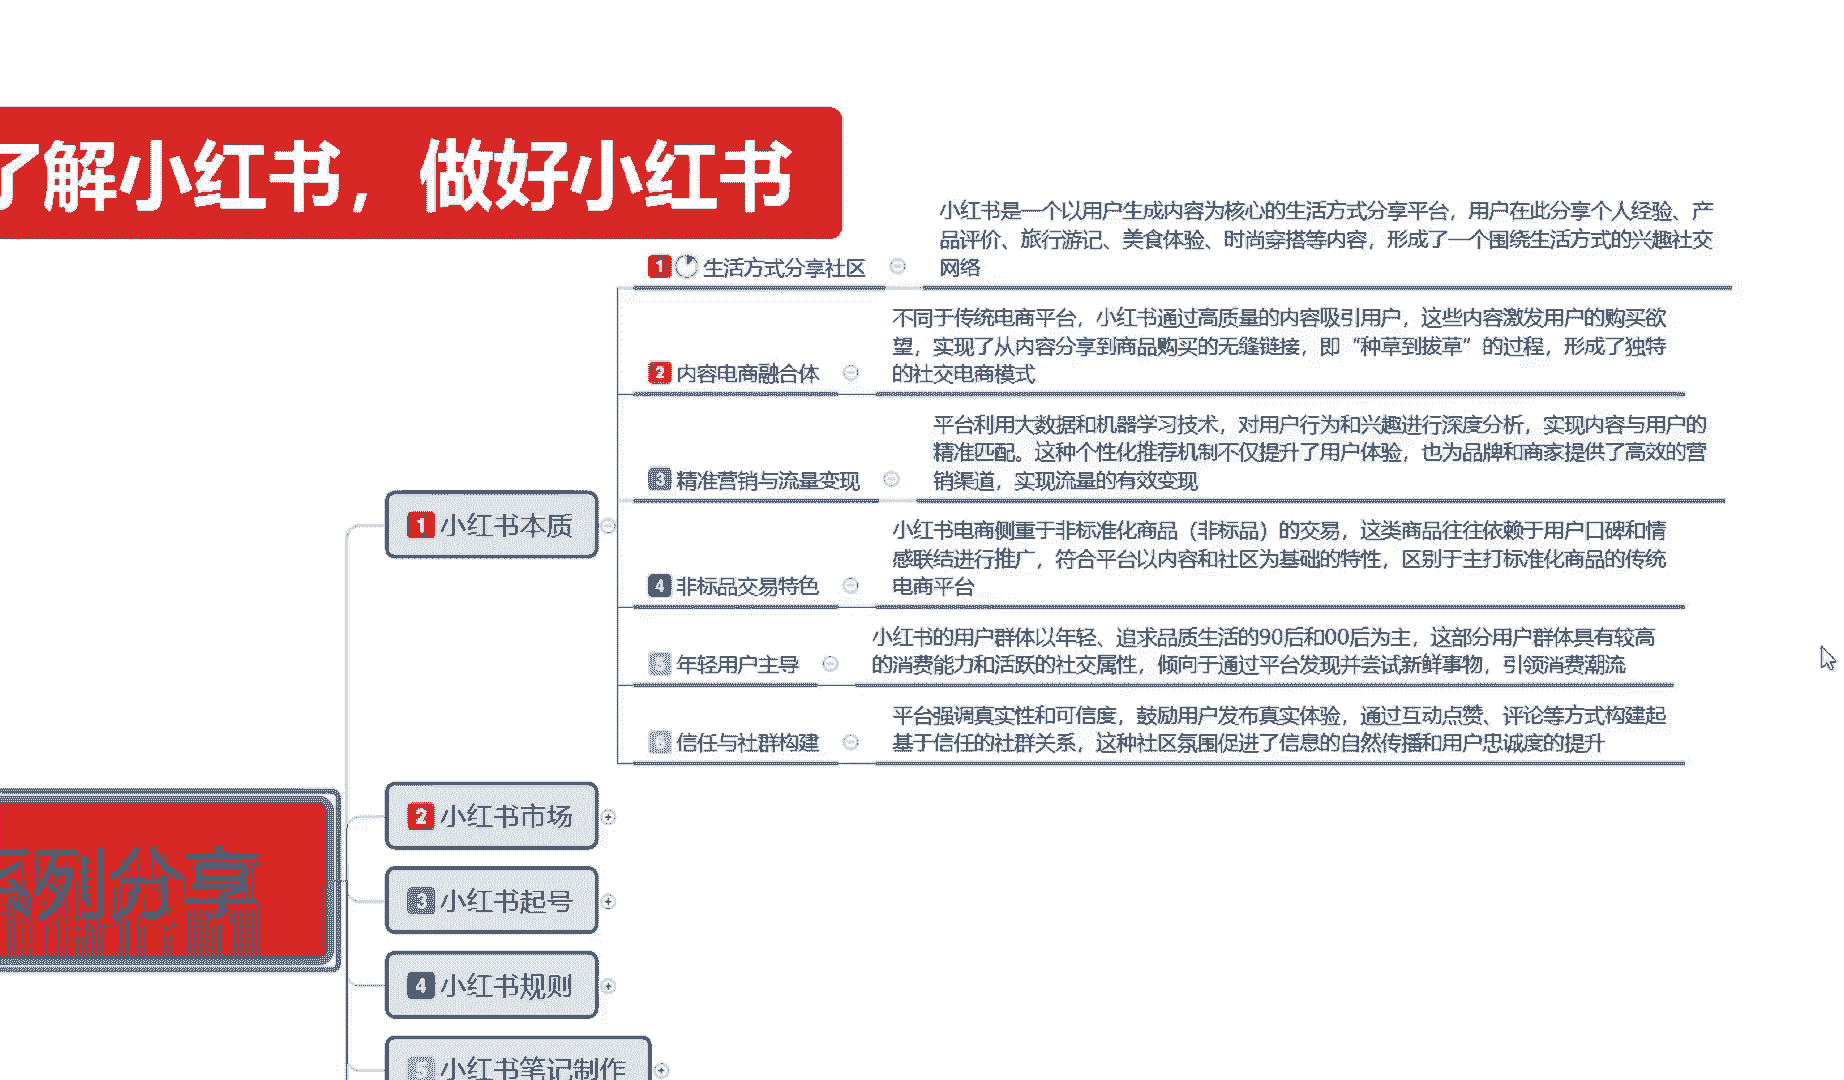 了解小红书，做好小红书
小红书是一个以用户生成内容为核心的生活方式分享平台，用户在此分享个人经验、产
品评价、旅行游记、美食体验、时尚穿搭等内容，形成了一个围绕生活方式的兴趣社交
网络
1 生活方式分享社区
不同于传统电商平台，小红书通过高质量的内容吸引用户，这些内容激发用户的购买欲
望，实现了从内容分享到商品购买的无缝链接，即“种草到拔草”的过程，形成了独特
的社交电商模式
2 内容电商融合体
平台利用大数据和机器学习技术，对用户行为和兴趣进行深度分析，实现内容与用户的
精准匹配。这种个性化推荐机制不仅提升了用户体验，也为品牌和商家提供了高效的营
销渠道，实现流量的有效变现
3 精准营销与流量变现
1 小红书本质
小红书电商侧重于非标准化商品（非标品）的交易，这类商品往往依赖于用户口碑和情
感联结进行推广，符合平台以内容和社区为基础的特性，区别于主打标准化商品的传统
电商平台
4 非标品交易特色
小红书的用户群体以年轻、追求品质生活的90后和00后为主，这部分用户群体具有较高
的消费能力和活跃的社交属性，倾向于通过平台发现并尝试新鲜事物，引领消费潮流
5 年轻用户主导
平台强调真实性和可信度，鼓励用户发布真实体验，通过互动点赞、评论等方式构建起
基于信任的社群关系，这种社区氛围促进了信息的自然传播和用户忠诚度的提升
6 信任与社群构建
2 小红书市场
系列分享
3 小红书起号
4 小红书规则
5 小红书笔记制作